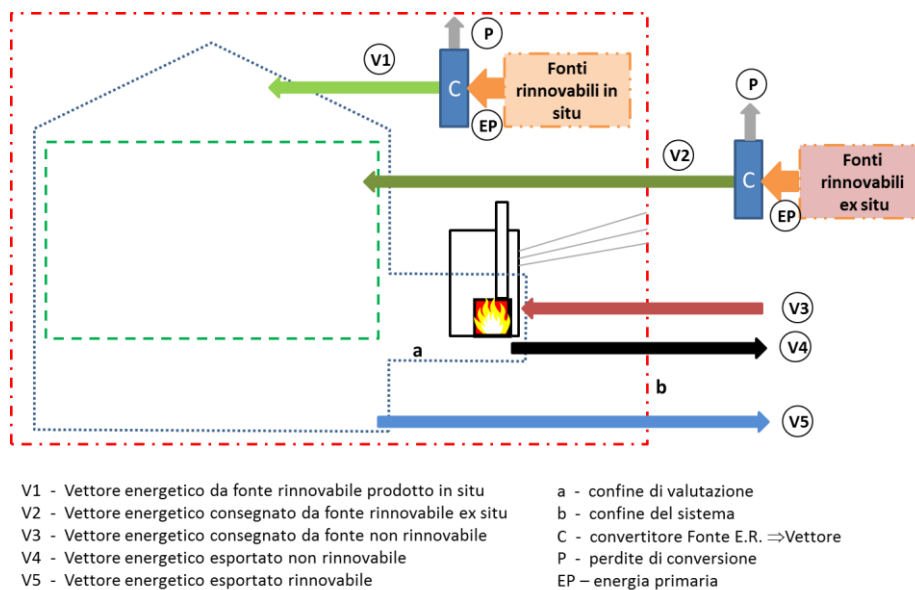 P
V1
C
Fonti
rinnovabili in
situ
EP
P
V2
C
Fonti
rinnovabili
ex situ
EP
V3
a
V4
b
V5
V1 - Vettore energetico da fonte rinnovabile prodotto in situ
V2 - Vettore energetico consegnato da fonte rinnovabile ex situ
V3 - Vettore energetico consegnato da fonte non rinnovabile
V4 - Vettore energetico esportato non rinnovabile
V5 - Vettore energetico esportato rinnovabile
a - confine di valutazione
b - confine del sistema
C - convertitore Fonte E.R. ⇒Vettore
P - perdite di conversione
EP – energia primaria